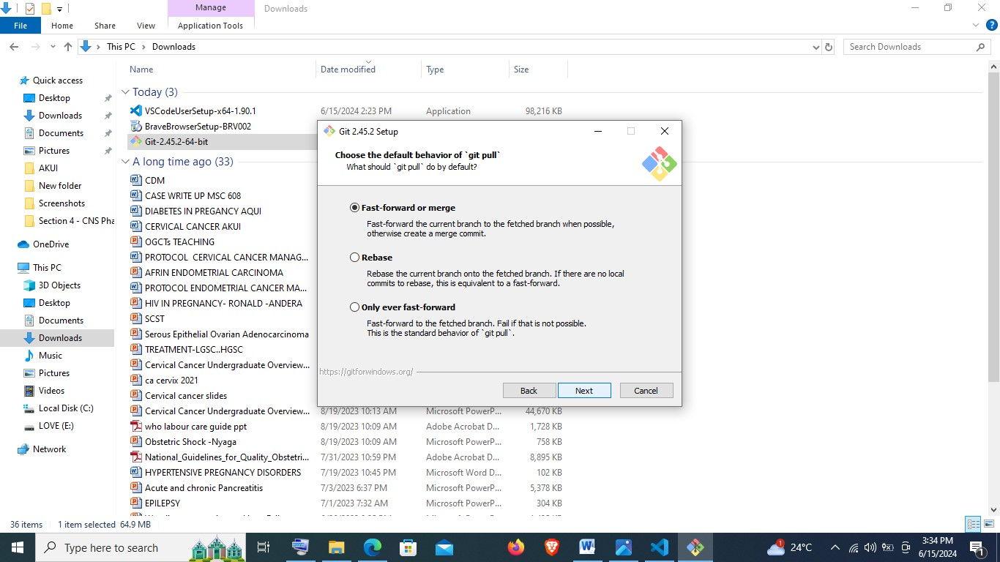 Manage
Downloads
File
Home
Share
View
Application Tools
This PC
Downloads
Search Downloads
Name
Date modified
Type
Size
Quick access
Desktop
Downloads
Documents
Pictures
AKUI
New folder
Screenshots
Section 4 - CNS Pha
OneDrive
This PC
3D Objects
Desktop
Documents
Downloads
Music
Pictures
Videos
Local Disk (C:)
LOVE (E:)
Network
Today (3)
VSCodeUserSetup-x64-1.90.1 6/15/2024 2:23 PM Application 98,216 KB
BraveBrowserSetup-BRV002
Git-2.45.2-64-bit
A long time ago (33)
CDM
CASE WRITE UP MSC 608
DIABETES IN PREGANCY AQUI
CERVICAL CANCER AKUI
OGCTs TEACHING
PROTOCOL CERVICAL CANCER MANAG...
AFRIN ENDOMETRIAL CARCINOMA
PROTOCOL ENDOMETRIAL CANCER MA...
HIV IN PREGNANCY- RONALD -ANDERA
SCST
Serous Epithelial Ovarian Adenocarcinoma
TREATMENT-LGSC..HGSC
Cervical Cancer Undergraduate Overview...
ca cervix 2021
Cervical cancer slides
Cervical Cancer Undergraduate Overview... 8/19/2023 10:13 AM Microsoft PowerP... 44,670 KB
who labour care guide ppt 8/19/2023 10:09 AM Adobe Acrobat D... 1,728 KB
Obstetric Shock -Nyaga 8/19/2023 10:09 AM Microsoft PowerP... 758 KB
National_Guidelines_for_Quality_Obstetri... 7/31/2023 10:59 PM Adobe Acrobat D... 8,895 KB
HYPERTENSIVE PREGNANCY DISORDERS 7/19/2023 10:45 PM Microsoft Word D... 102 KB
Acute and chronic Pancreatitis 7/3/2023 6:37 PM Microsoft PowerP... 5,378 KB
EPILEPSY 7/1/2023 7:32 AM Microsoft PowerP... 304 KB
Git 2.45.2 Setup
Choose the default behavior of `git pull`
What should `git pull` do by default?
Fast-forward or merge
Fast-forward the current branch to the fetched branch when possible,
otherwise create a merge commit.
Rebase
Rebase the current branch onto the fetched branch. If there are no local
commits to rebase, this is equivalent to a fast-forward.
Only ever fast-forward
Fast-forward to the fetched branch. Fail if that is not possible.
This is the standard behavior of `git pull`.
https://gitforwindows.org/
Back
Next
Cancel
36 items 1 item selected 64.9 MB
Type here to search
1
24°C
3:34 PM
6/15/2024
1